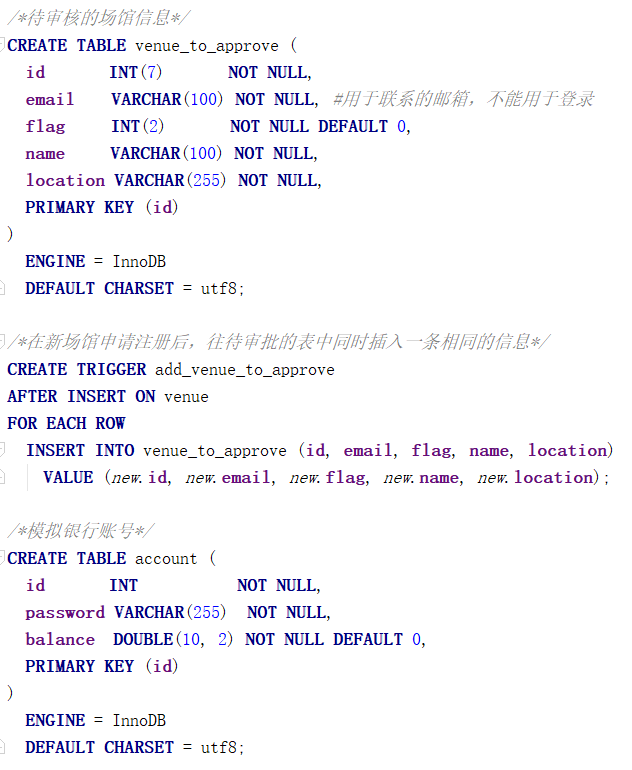 /*待审核的场馆信息*/
CREATE TABLE venue_to_approve (
id INT(7) NOT NULL,
email VARCHAR(100) NOT NULL, #用于联系的邮箱，不能用于登录
flag INT(2) NOT NULL DEFAULT 0,
name VARCHAR(100) NOT NULL,
location VARCHAR(255) NOT NULL,
PRIMARY KEY (id)
)
ENGINE = InnoDB
DEFAULT CHARSET = utf8;
/*在新场馆申请注册后，往待审批的表中同时插入一条相同的信息*/
CREATE TRIGGER add_venue_to_approve
AFTER INSERT ON venue
FOR EACH ROW
INSERT INTO venue_to_approve (id, email, flag, name, location)
VALUE (new.id, new.email, new.flag, new.name, new.location);
/*模拟银行账号*/
CREATE TABLE account (
id INT NOT NULL,
password VARCHAR(255) NOT NULL,
balance DOUBLE(10, 2) NOT NULL DEFAULT 0,
PRIMARY KEY (id)
)
ENGINE = InnoDB
DEFAULT CHARSET = utf8;